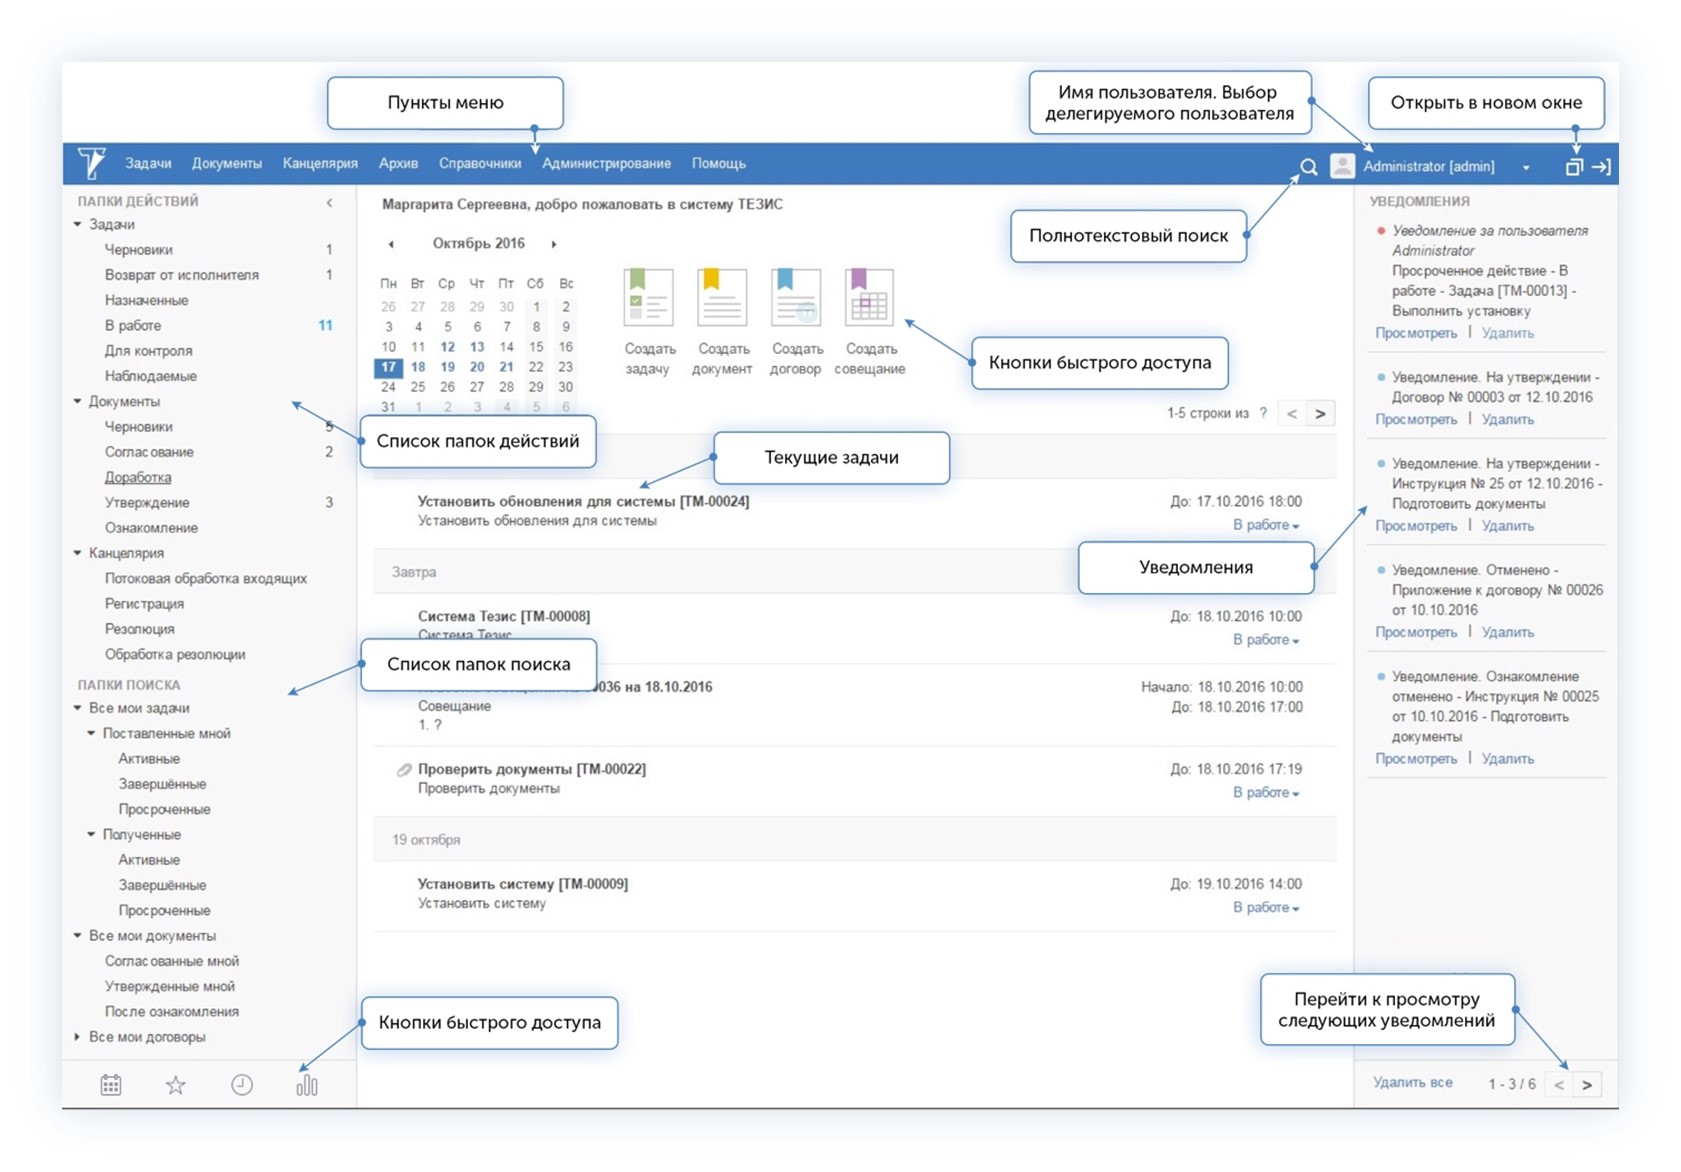 Пункты меню
Имя пользователя. Выбор
делегируемого пользователя
Открыть в новом окне
Задачи Документы Канцелярия Архив Справочники Администрирование Помощь
Administrator [admin]
ПАПКИ ДЕЙСТВИЙ
Задачи
Черновики 1
Возврат от исполнителя 1
Назначенные
В работе 11
Для контроля
Наблюдаемые
Документы
Черновики 5
Согласование 2
Доработка
Утверждение 3
Ознакомление
Канцелярия
Потоковая обработка входящих
Регистрация
Резолюция
Обработка резолюции
ПАПКИ ПОИСКА
Все мои задачи
Поставленные мной
Активные
Завершённые
Просроченные
Полученные
Активные
Завершённые
Просроченные
Все мои документы
Согласованные мной
Утвержденные мной
После ознакомления
Все мои договоры
Список папок действий
Список папок поиска
Кнопки быстрого доступа
Маргарита Сергеевна, добро пожаловать в систему ТЕЗИС
Октябрь 2016
Пн Вт Ср Чт Пт Сб Вс
26 27 28 29 30 1 2
3 4 5 6 7 8 9
10 11 12 13 14 15 16
17 18 19 20 21 22 23
24 25 26 27 28 29 30
31 1 2 3 4 5 6
Создать
задачу
Создать
документ
Создать
договор
Создать
совещание
Полнотекстовый поиск
Кнопки быстрого доступа
1-5 строки из ? < >
Текущие задачи
Установить обновления для системы [ТМ-00024]
Установить обновления для системы
До: 17.10.2016 18:00
В работе
Завтра
Уведомления
Система Тезис [ТМ-00008]
Система Тезис
До: 18.10.2016 10:00
В работе
00036 на 18.10.2016
Совещание
1. ?
Начало: 18.10.2016 10:00
До: 18.10.2016 17:00
Проверить документы [ТМ-00022]
Проверить документы
До: 18.10.2016 17:19
В работе
19 октября
Установить систему [ТМ-00009]
Установить систему
До: 19.10.2016 14:00
В работе
УВЕДОМЛЕНИЯ
Уведомление за пользователя
Administrator
Просроченное действие - В
работе - Задача [ТМ-00013] -
Выполнить установку
Просмотреть | Удалить
Уведомление. На утверждении -
Договор № 00003 от 12.10.2016
Просмотреть | Удалить
Уведомление. На утверждении -
Инструкция № 25 от 12.10.2016 -
Подготовить документы
Просмотреть | Удалить
Уведомление. Отменено -
Приложение к договору № 00026
от 10.10.2016
Просмотреть | Удалить
Уведомление. Ознакомление
отменено - Инструкция № 00025
от 10.10.2016 - Подготовить
документы
Просмотреть | Удалить
Перейти к просмотру
следующих уведомлений
Удалить все 1 - 3 / 6 < >